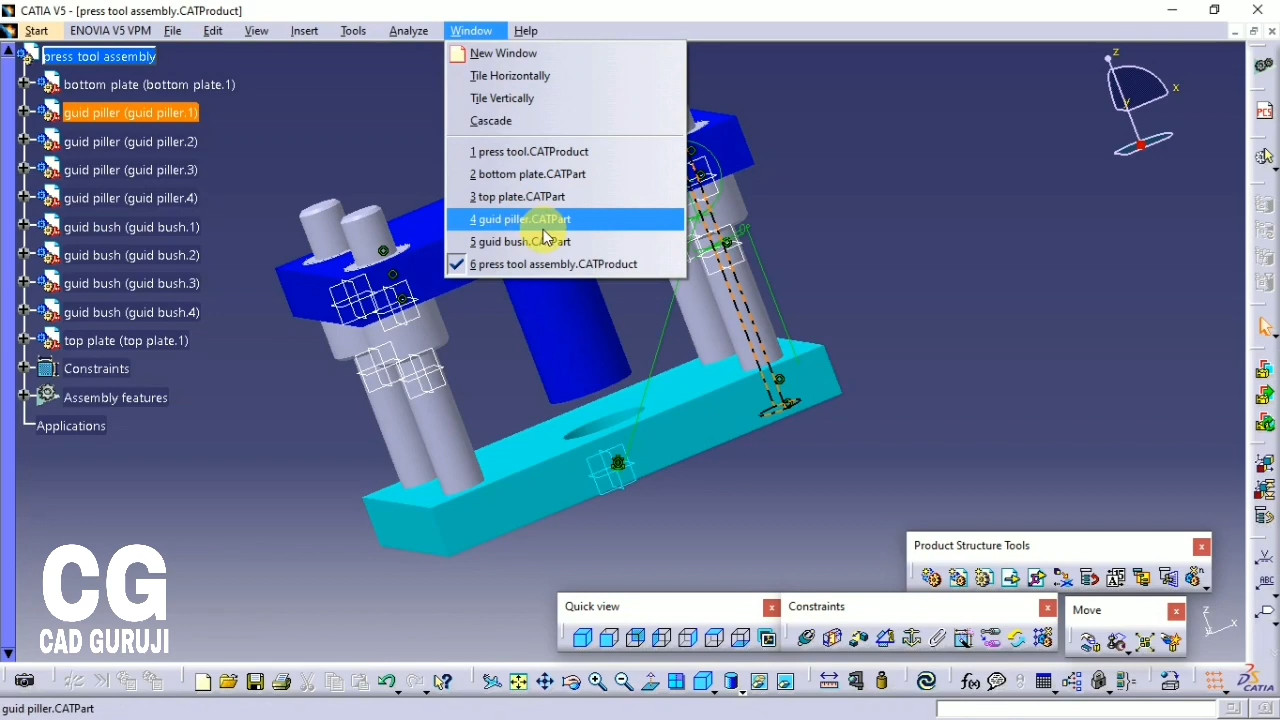 CATIA V5 - [press tool assembly.CATProduct]
Start ENOVIA V5 VPM File Edit View Insert Tools Analyze Window Help
New Window
Tile Horizontally
Tile Vertically
Cascade
1 press tool.CATProduct
2 bottom plate.CATPart
3 top plate.CATPart
4 guid piller.CATPart
5 guid bush.CATPart
6 press tool assembly.CATProduct
press tool assembly
bottom plate (bottom plate.1)
guid piller (guid piller.1)
guid piller (guid piller.2)
guid piller (guid piller.3)
guid piller (guid piller.4)
guid bush (guid bush.1)
guid bush (guid bush.2)
guid bush (guid bush.3)
guid bush (guid bush.4)
top plate (top plate.1)
Constraints
Assembly features
Applications
z
x
y
PCS
ABC
Product Structure Tools
Quick view
Constraints
Move
z
x
CG
CAD GURUJI
f(x)
CATIA
guid piller.CATPart